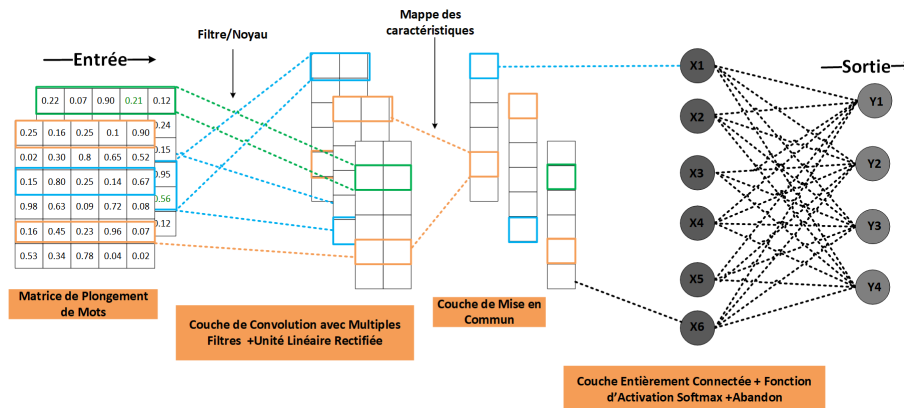 Entrée
Filtre/Noyau
Mappe des
caractéristiques
Sortie
0.22 0.07 0.90 0.21 0.12
0.24
0.15
0.95
0.56
0.12
0.25 0.16 0.25 0.1 0.90
0.02 0.30 0.8 0.65 0.52
0.15 0.80 0.25 0.14 0.67
0.98 0.63 0.09 0.72 0.08
0.16 0.45 0.23 0.96 0.07
0.53 0.34 0.78 0.04 0.02
X1
X2
X3
X4
X5
X6
Y1
Y2
Y3
Y4
Matrice de Plongement
de Mots
Couche de Convolution avec Multiples
Filtres +Unité Linéaire Rectifiée
Couche de Mise en
Commun
Couche Entièrement Connectée + Fonction
d'Activation Softmax +Abandon